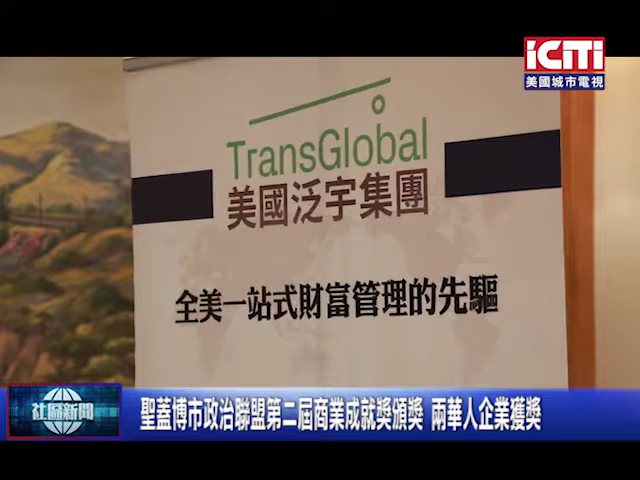 iCiTi
美國城市電視
TransGlobal
美國泛宇集團
全美一站式財富管理的先驅
社區新聞
聖蓋博市政治聯盟第二屆商業成就獎頒獎 兩華人企業獲獎